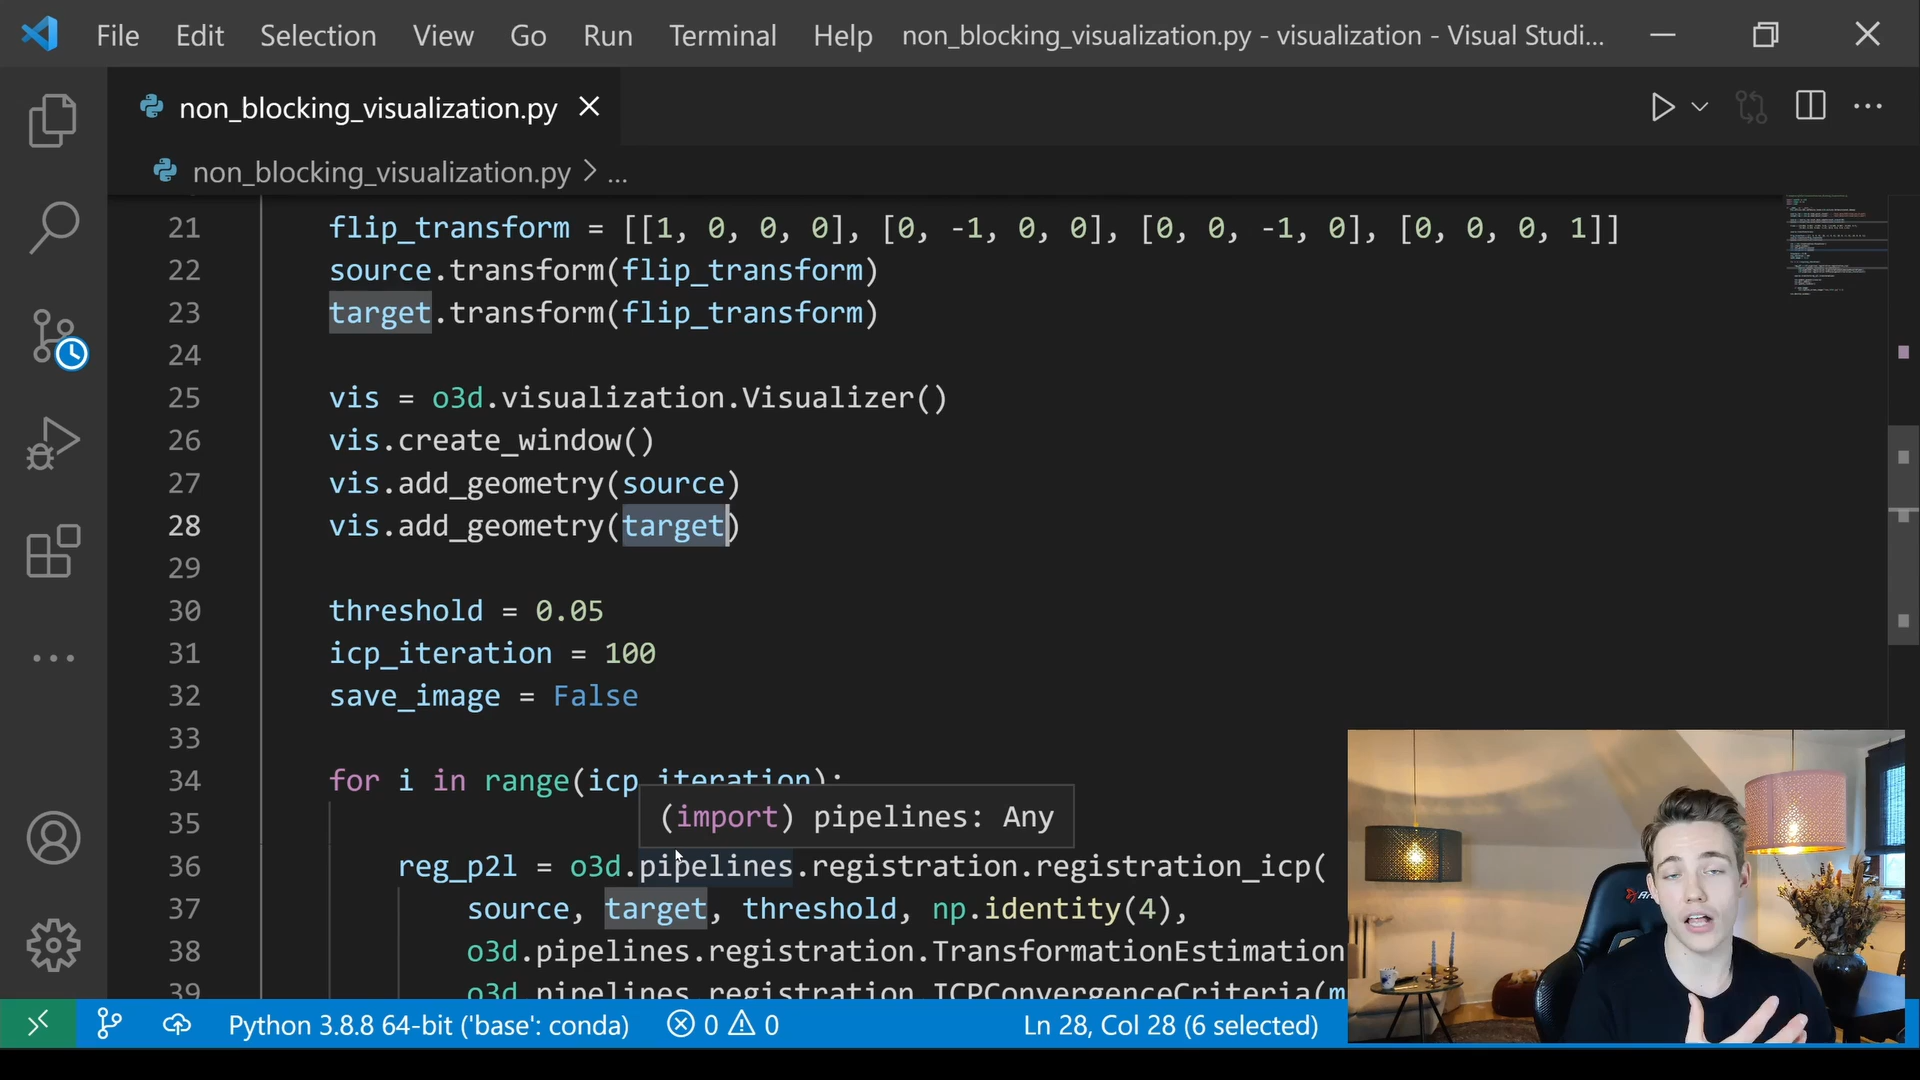 File Edit Selection View Go Run Terminal Help non_blocking_visualization.py - visualization - Visual Studi...
non_blocking_visualization.py
non_blocking_visualization.py > ...
21 flip_transform = [[1, 0, 0, 0], [0, -1, 0, 0], [0, 0, -1, 0], [0, 0, 0, 1]]
22 source.transform(flip_transform)
23 target.transform(flip_transform)
24
25 vis = o3d.visualization.Visualizer()
26 vis.create_window()
27 vis.add_geometry(source)
28 vis.add_geometry(target)
29
30 threshold = 0.05
31 icp_iteration = 100
32 save_image = False
33
34 for i in range(icp_iteration):
(import) pipelines: Any
35
36 reg_p2l = o3d.pipelines.registration.registration_icp(
37 source, target, threshold, np.identity(4),
38 o3d.pipelines.registration.TransformationEstimation
39 o3d.pipelines.registration.ICPConvergenceCriteria(m
Python 3.8.8 64-bit ('base': conda) 0 0 Ln 28, Col 28 (6 selected)